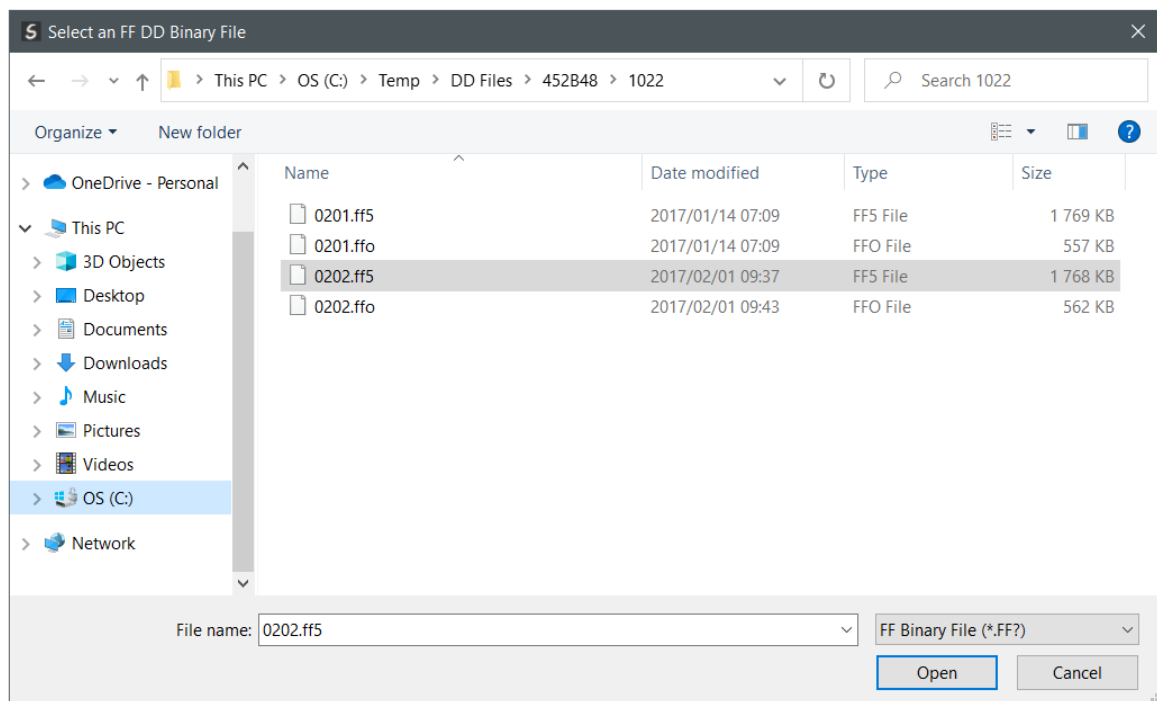 Select an FF DD Binary File
This PC > OS (C:) > Temp > DD Files > 452B48 > 1022
Search 1022
Organize
New folder
Name
Date modified
Type
Size
OneDrive - Personal
This PC
3D Objects
Desktop
Documents
Downloads
Music
Pictures
Videos
OS (C:)
Network
0201.ff5 2017/01/14 07:09 FF5 File 1 769 KB
0201.ffo 2017/01/14 07:09 FFO File 557 KB
0202.ff5 2017/02/01 09:37 FF5 File 1 768 KB
0202.ffo 2017/02/01 09:43 FFO File 562 KB
File name: 0202.ff5
FF Binary File (*.FF?)
Open
Cancel